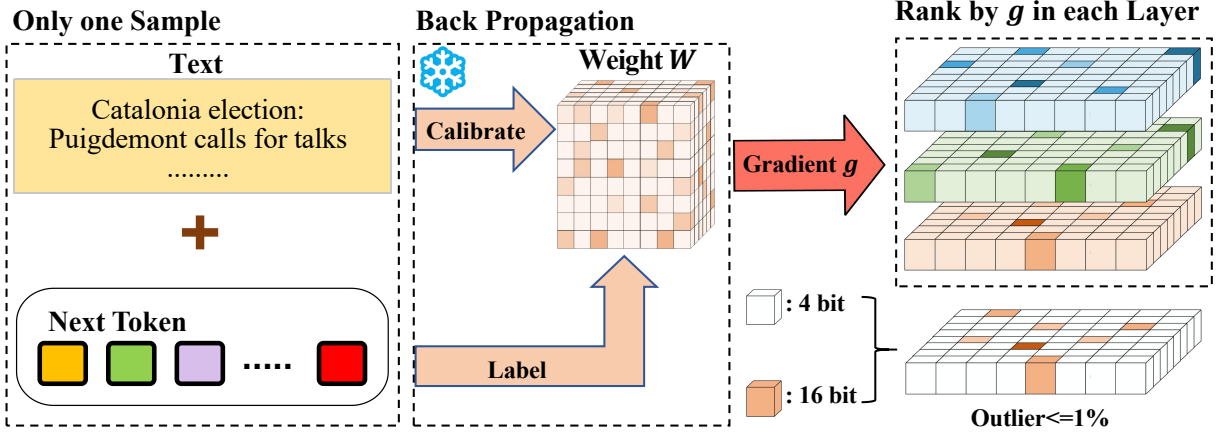 Only one Sample
Text
Catalonia election:
Puigdemont calls for talks
.........
Next Token
.....
Back Propagation
Weight W
Calibrate
Label
Gradient g
Rank by g in each Layer
: 4 bit
: 16 bit
Outlier<=1%